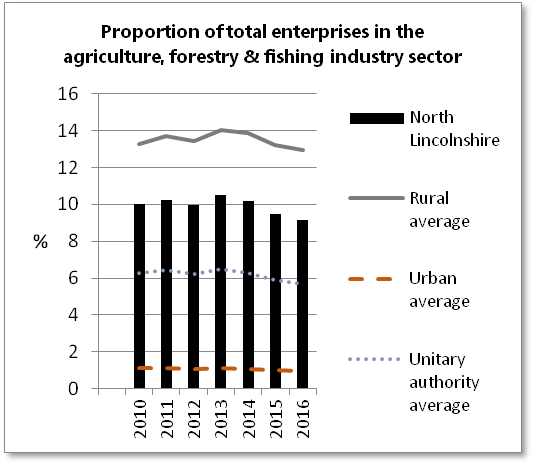 Proportion of total enterprises in the
agriculture, forestry & fishing industry sector
16
14
12
10
8
6
4
2
0
%
2010
2011
2012
2013
2014
2015
2016
North
Lincolnshire
Rural
average
Urban
average
Unitary
authority
average